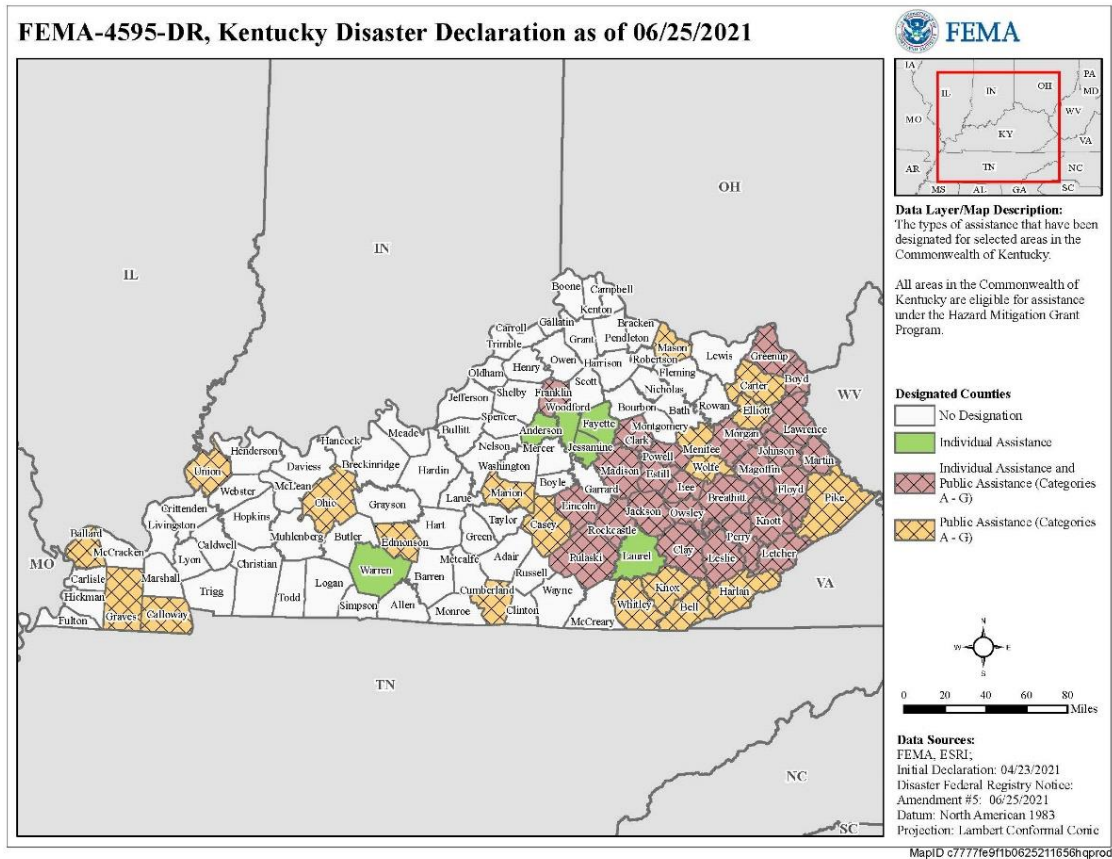 FEMA-4595-DR, Kentucky Disaster Declaration as of 06/25/2021
FEMA
IA
PA
IL
IN
OH
MD
WV
MO
KY
VA
AR
TN
NC
MS
AL
GA
SC
Data Layer/Map Description:
The types of assistance that have been
designated for selected areas in the
Commonwealth of Kentucky.
All areas in the Commonwealth of
Kentucky are eligible for assistance
under the Hazard Mitigation Grant
Program.
Designated Counties
No Designation
Individual Assistance
Individual Assistance and
Public Assistance (Categories
A - G)
Public Assistance (Categories
A - G)
N
W
E
S
0 20 40 60 80
Miles
Data Sources:
FEMA, ESRI;
Initial Declaration: 04/23/2021
Disaster Federal Registry Notice:
Amendment #5: 06/25/2021
Datum: North American 1983
Projection: Lambert Conformal Conic
MapID c7777fe9f1b0625211656hqprod
OH
IN
IL
WV
MO
VA
TN
NC
SC
Boone
Campbell
Kenton
Gallatin
Bracken
Carroll
Grant
Pendleton
Trimble
Mason
Lewis
Greenup
Owen
Harrison
Robertson
Henry
Fleming
Boyd
Oldham
Carter
Scott
Nicholas
Shelby
Franklin
Jefferson
Woodford
Bourbon
Bath
Rowan
Elliott
Spencer
Fayette
Montgomery
Lawrence
Anderson
Bullitt
Meade
Clark
Morgan
Hancock
Nelson
Mercer
Jessamine
Menifee
Johnson
Henderson
Powell
Martin
Breckinridge
Washington
Wolfe
Magoffin
Daviess
Hardin
Madison
Estill
Union
Boyle
Garrard
Lee
Floyd
Pike
McLean
Webster
Larue
Marion
Lincoln
Breathitt
Ohio
Grayson
Crittenden
Jackson
Owsley
Knott
Hopkins
Taylor
Casey
Rockcastle
Livingston
Hart
Green
Perry
Muhlenberg
Butler
Ballard
Edmonson
Caldwell
Adair
Pulaski
Laurel
Clay
Leslie
Letcher
McCracken
Lyon
Christian
Metcalfe
Warren
Barren
Russell
Carlisle
Marshall
Logan
Cumberland
Wayne
Knox
Harlan
Trigg
Todd
Hickman
Simpson
Allen
Monroe
Clinton
Whitley
Bell
Graves
Calloway
Fulton
McCreary